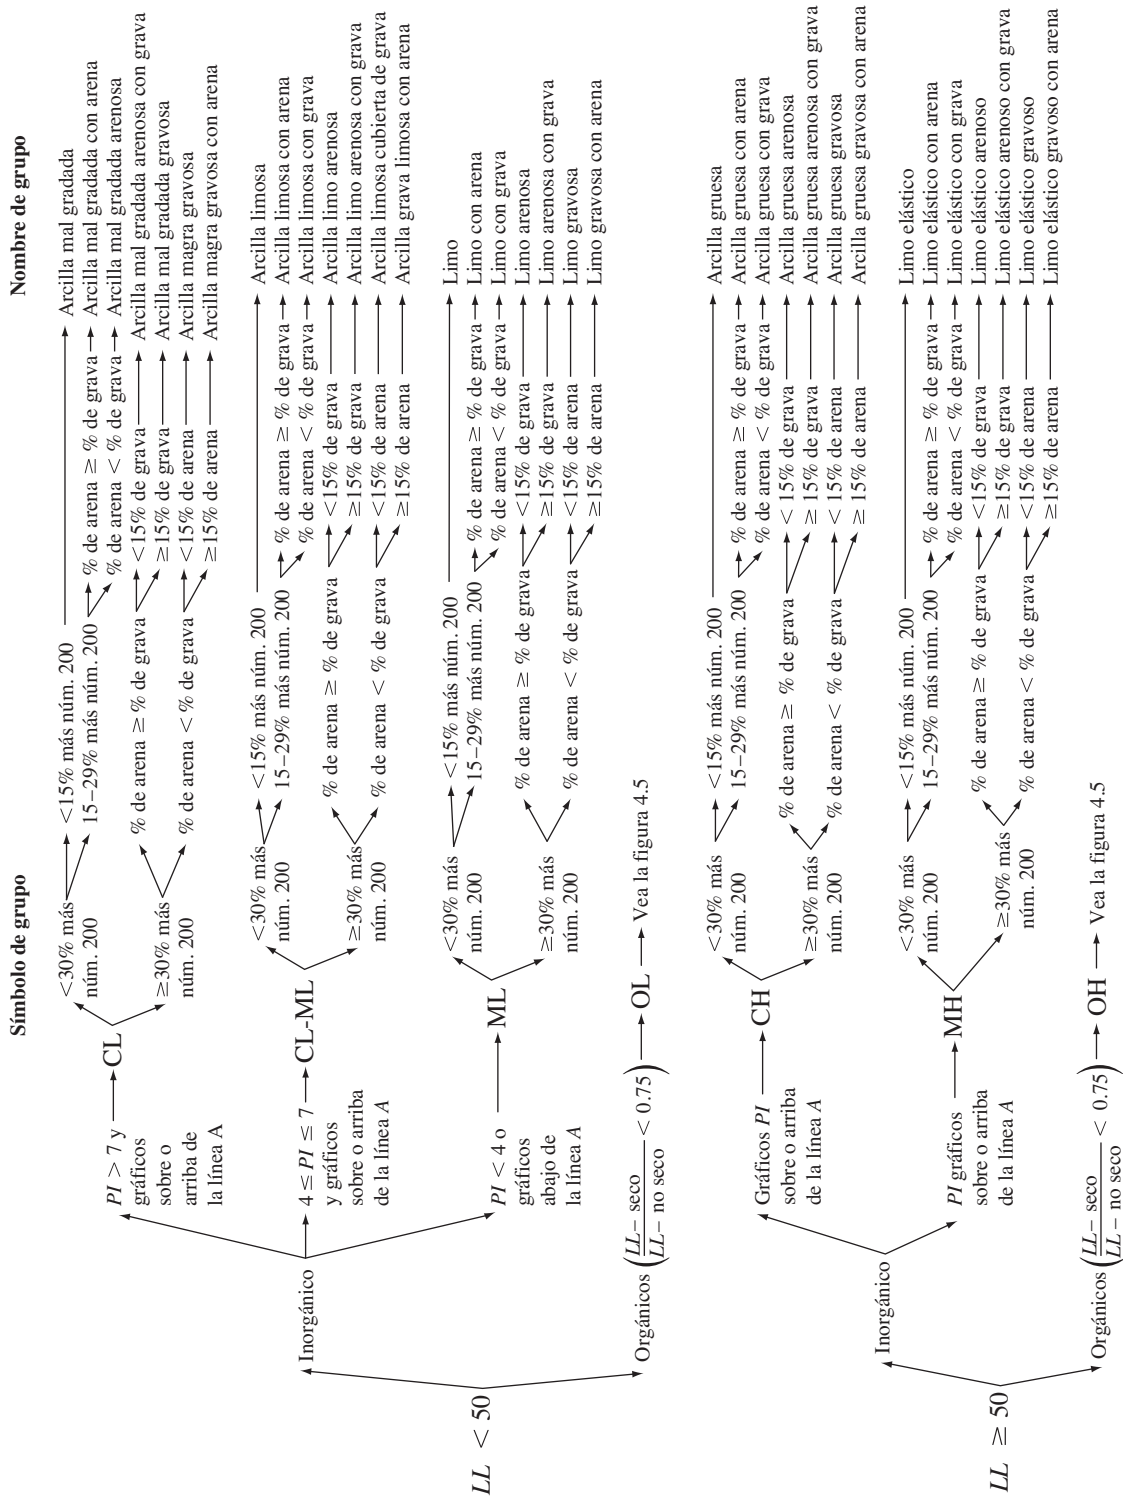 Símbolo de grupo
Nombre de grupo
LL < 50
Inorgánico
PI > 7 y
gráficos
sobre o
arriba de
la línea A
CL
<30% más
núm. 200
<15% más núm. 200
Arcilla mal gradada
15–29% más núm. 200
% de arena ≥ % de grava
Arcilla mal gradada con arena
% de arena < % de grava
Arcilla mal gradada arenosa
≥30% más
núm. 200
% de arena ≥ % de grava
<15% de grava
Arcilla mal gradada arenosa con grava
≥15% de grava
Arcilla mal gradada gravosa
% de arena < % de grava
<15% de arena
Arcilla magra gravosa
≥15% de arena
Arcilla magra gravosa con arena
4 ≤ PI ≤ 7
y gráficos
sobre o arriba
de la línea A
CL-ML
<30% más
núm. 200
<15% más núm. 200
Arcilla limosa
15–29% más núm. 200
% de arena ≥ % de grava
Arcilla limosa con arena
% de arena < % de grava
Arcilla limosa con grava
≥30% más
núm. 200
% de arena ≥ % de grava
<15% de grava
Arcilla limo arenosa
≥15% de grava
Arcilla limo arenosa con grava
% de arena < % de grava
<15% de arena
Arcilla limosa cubierta de grava
≥15% de arena
Arcilla grava limosa con arena
PI < 4 o
gráficos
abajo de
la línea A
ML
<30% más
núm. 200
<15% más núm. 200
Limo
15–29% más núm. 200
% de arena ≥ % de grava
Limo con arena
% de arena < % de grava
Limo con grava
≥30% más
núm. 200
% de arena ≥ % de grava
<15% de grava
Limo arenosa
≥15% de grava
Limo arenosa con grava
% de arena < % de grava
<15% de arena
Limo gravosa
≥15% de arena
Limo gravosa con arena
Orgánicos (LL– seco / LL – no seco < 0.75)
OL
Vea la figura 4.5
LL ≥ 50
Inorgánico
Gráficos PI
sobre o arriba
de la línea A
CH
<30% más
núm. 200
<15% más núm. 200
Arcilla gruesa
15–29% más núm. 200
% de arena ≥ % de grava
Arcilla gruesa con arena
% de arena < % de grava
Arcilla gruesa con grava
≥30% más
núm. 200
% de arena ≥ % de grava
< 15% de grava
Arcilla gruesa arenosa
≥ 15% de grava
Arcilla gruesa arenosa con grava
% de arena < % de grava
< 15% de arena
Arcilla gruesa gravosa
≥ 15% de arena
Arcilla gruesa gravosa con arena
PI gráficos
sobre o arriba
de la línea A
MH
<30% más
núm. 200
<15% más núm. 200
Limo elástico
15–29% más núm. 200
% de arena ≥ % de grava
Limo elástico con arena
% de arena < % de grava
Limo elástico con grava
≥30% más
núm. 200
% de arena ≥ % de grava
<15% de grava
Limo elástico arenoso
≥15% de grava
Limo elástico arenoso con grava
% de arena < % de grava
<15% de arena
Limo elástico gravoso
≥15% de arena
Limo elástico gravoso con arena
Orgánicos (LL– seco / LL – no seco < 0.75)
OH
Vea la figura 4.5